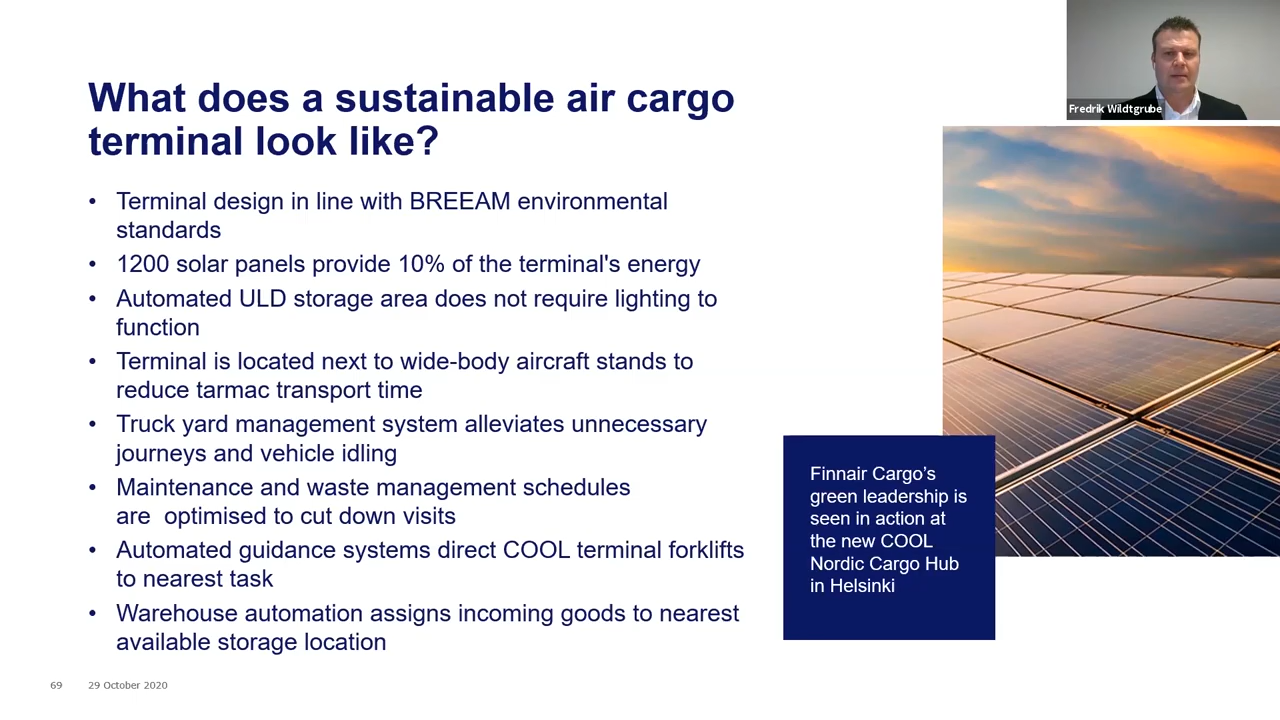 Fredrik Wildtgrube
What does a sustainable air cargo
terminal look like?
• Terminal design in line with BREEAM environmental
standards
• 1200 solar panels provide 10% of the terminal's energy
• Automated ULD storage area does not require lighting to
function
• Terminal is located next to wide-body aircraft stands to
reduce tarmac transport time
• Truck yard management system alleviates unnecessary
journeys and vehicle idling
• Maintenance and waste management schedules
are  optimised to cut down visits
• Automated guidance systems direct COOL terminal forklifts
to nearest task
• Warehouse automation assigns incoming goods to nearest
available storage location
Finnair Cargo’s
green leadership is
seen in action at
the new COOL
Nordic Cargo Hub
in Helsinki
69 29 October 2020